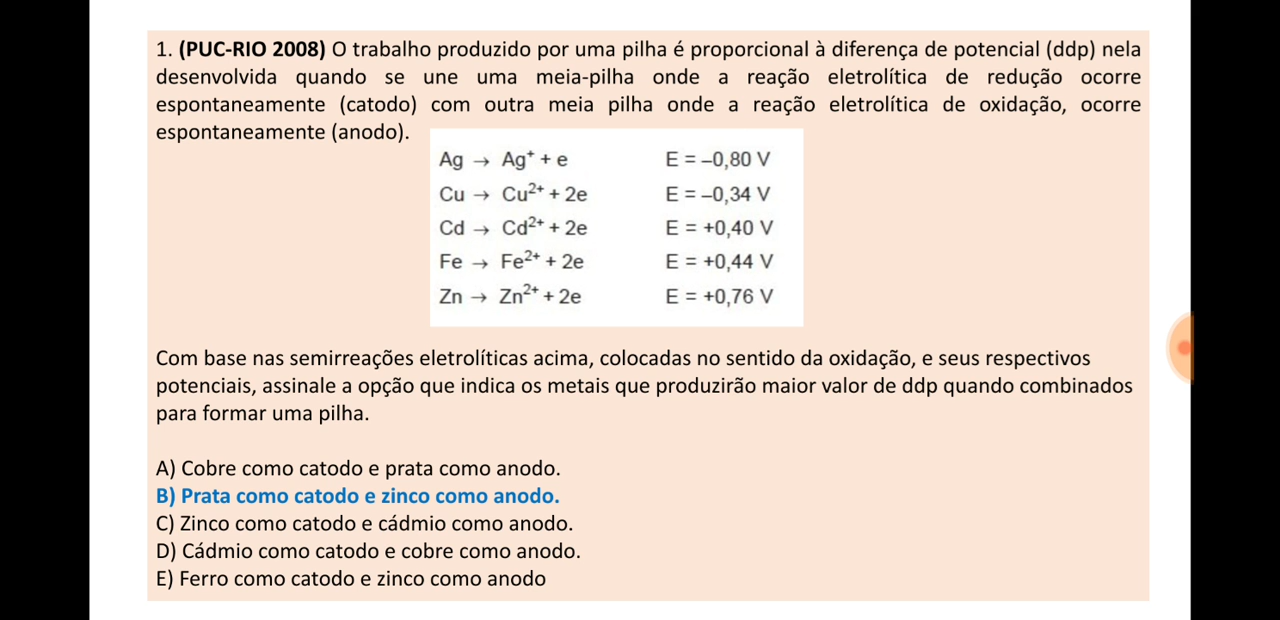 1. (PUC-RIO 2008) O trabalho produzido por uma pilha é proporcional à diferença de potencial (ddp) nela
desenvolvida quando se une uma meia-pilha onde a reação eletrolítica de redução ocorre
espontaneamente (catodo) com outra meia pilha onde a reação eletrolítica de oxidação, ocorre
espontaneamente (anodo).
Ag → Ag⁺ + e E = –0,80 V
Cu → Cu²⁺ + 2e E = –0,34 V
Cd → Cd²⁺ + 2e E = +0,40 V
Fe → Fe²⁺ + 2e E = +0,44 V
Zn → Zn²⁺ + 2e E = +0,76 V
Com base nas semirreações eletrolíticas acima, colocadas no sentido da oxidação, e seus respectivos
potenciais, assinale a opção que indica os metais que produzirão maior valor de ddp quando combinados
para formar uma pilha.
A) Cobre como catodo e prata como anodo.
B) Prata como catodo e zinco como anodo.
C) Zinco como catodo e cádmio como anodo.
D) Cádmio como catodo e cobre como anodo.
E) Ferro como catodo e zinco como anodo